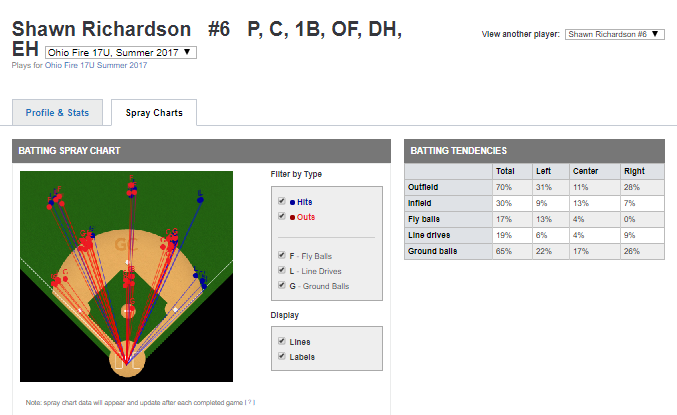 Shawn Richardson #6 P, C, 1B, OF, DH,
EH Ohio Fire 17U, Summer 2017 ▼
View another player: Shawn Richardson #6 ▼
Plays for Ohio Fire 17U Summer 2017
Profile & Stats Spray Charts
BATTING SPRAY CHART
GC
Filter by Type
Hits
Outs
F - Fly Balls
L - Line Drives
G - Ground Balls
Display
Lines
Labels
Note: spray chart data will appear and update after each completed game [ ? ]
BATTING TENDENCIES
Total Left Center Right
Outfield 70% 31% 11% 28%
Infield 30% 9% 13% 7%
Fly balls 17% 13% 4% 0%
Line drives 19% 6% 4% 9%
Ground balls 65% 22% 17% 26%